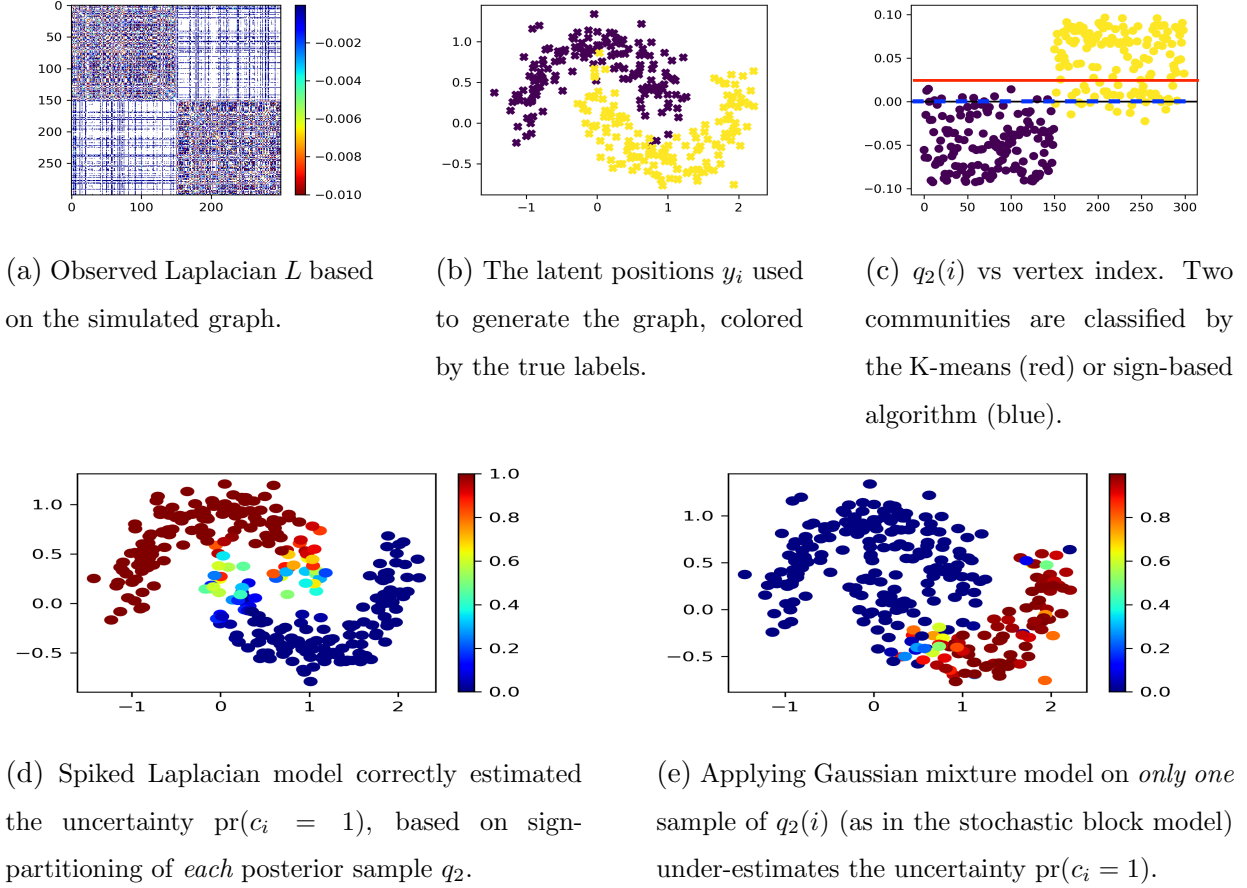 0
50
100
150
200
250
0 100 200
−0.002
−0.004
−0.006
−0.008
−0.010
1.0
0.5
0.0
−0.5
−1 0 1 2
0.10
0.05
0.00
−0.05
−0.10
0 50 100 150 200 250 300
(a) Observed Laplacian L based
on the simulated graph.
(b) The latent positions y_i used
to generate the graph, colored
by the true labels.
(c) q_2(i) vs vertex index. Two
communities are classified by
the K-means (red) or sign-based
algorithm (blue).
1.0
0.5
0.0
−0.5
−1 0 1 2
1.0
0.8
0.6
0.4
0.2
0.0
1.0
0.5
0.0
−0.5
−1 0 1 2
0.8
0.6
0.4
0.2
0.0
(d) Spiked Laplacian model correctly estimated
the uncertainty pr(c_i = 1), based on sign-
partitioning of each posterior sample q_2.
(e) Applying Gaussian mixture model on only one
sample of q_2(i) (as in the stochastic block model)
under-estimates the uncertainty pr(c_i = 1).